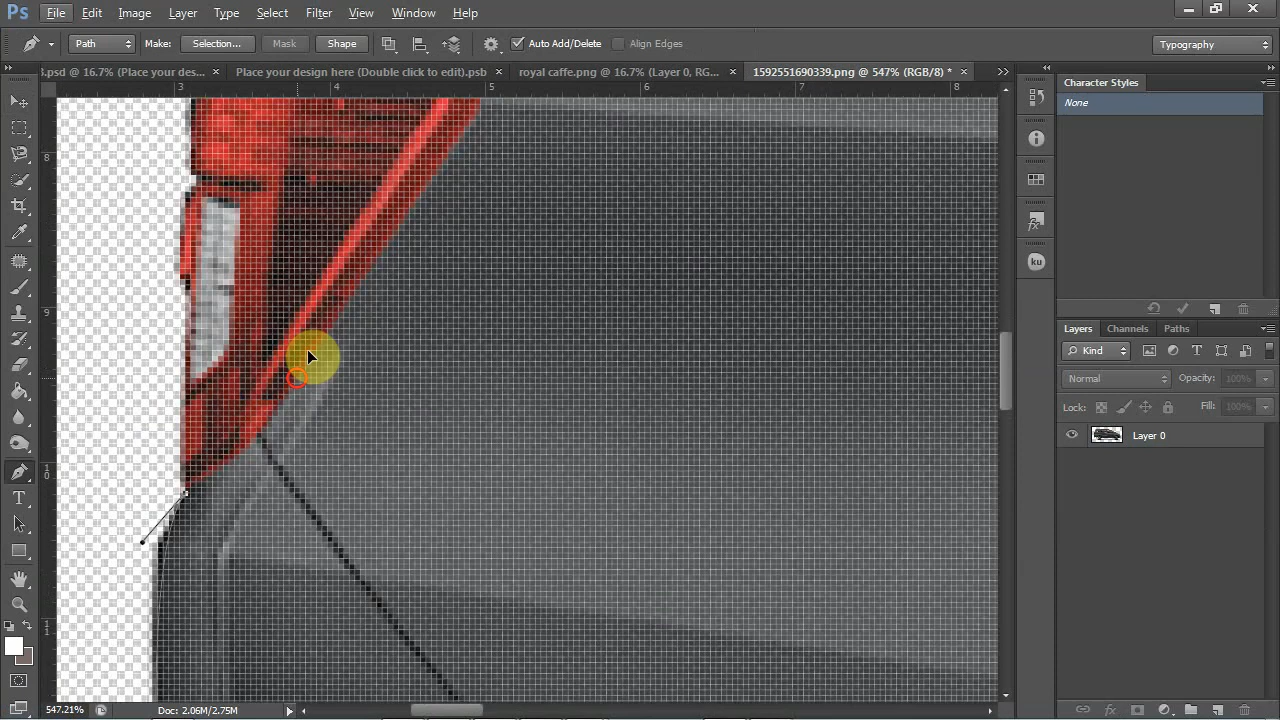 Ps File Edit Image Layer Type Select Filter View Window Help
Path Make: Selection... Mask Shape Auto Add/Delete Align Edges Typography
.psd @ 16.7% (Place your des... × Place your design here (Double click to edit).psb × royal caffe.png @ 16.7% (Layer 0, RG... × 1592551690339.png @ 547% (RGB/8) * ×
3 4 5 6 7 8
8
9
10
11
Character Styles
None
ku
Layers Channels Paths
Kind
Normal Opacity: 100%
Lock: Fill: 100%
Layer 0
fx
547.21% Doc: 2.06M/2.75M